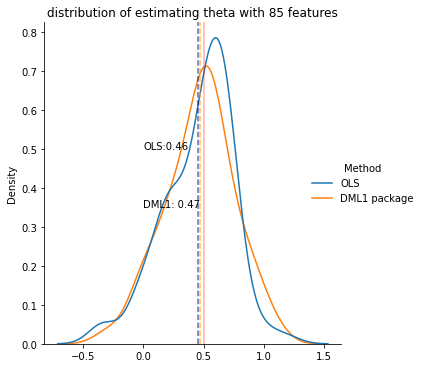 distribution of estimating theta with 85 features
0.8
0.7
0.6
0.5
0.4
0.3
0.2
0.1
0.0
Density
OLS:0.46
DML1: 0.47
Method
OLS
DML1 package
−0.5
0.0
0.5
1.0
1.5